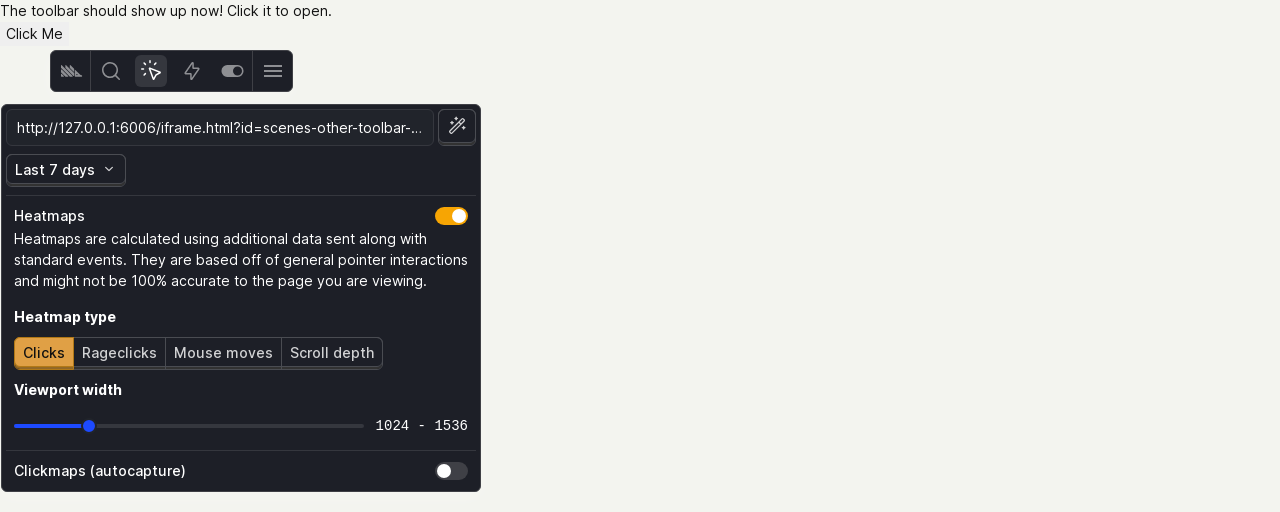 The toolbar should show up now! Click it to open.
Click Me
http://127.0.0.1:6006/iframe.html?id=scenes-other-toolbar-...
Last 7 days
Heatmaps
Heatmaps are calculated using additional data sent along with
standard events. They are based off of general pointer interactions
and might not be 100% accurate to the page you are viewing.
Heatmap type
Clicks Rageclicks Mouse moves Scroll depth
Viewport width
1024 - 1536
Clickmaps (autocapture)